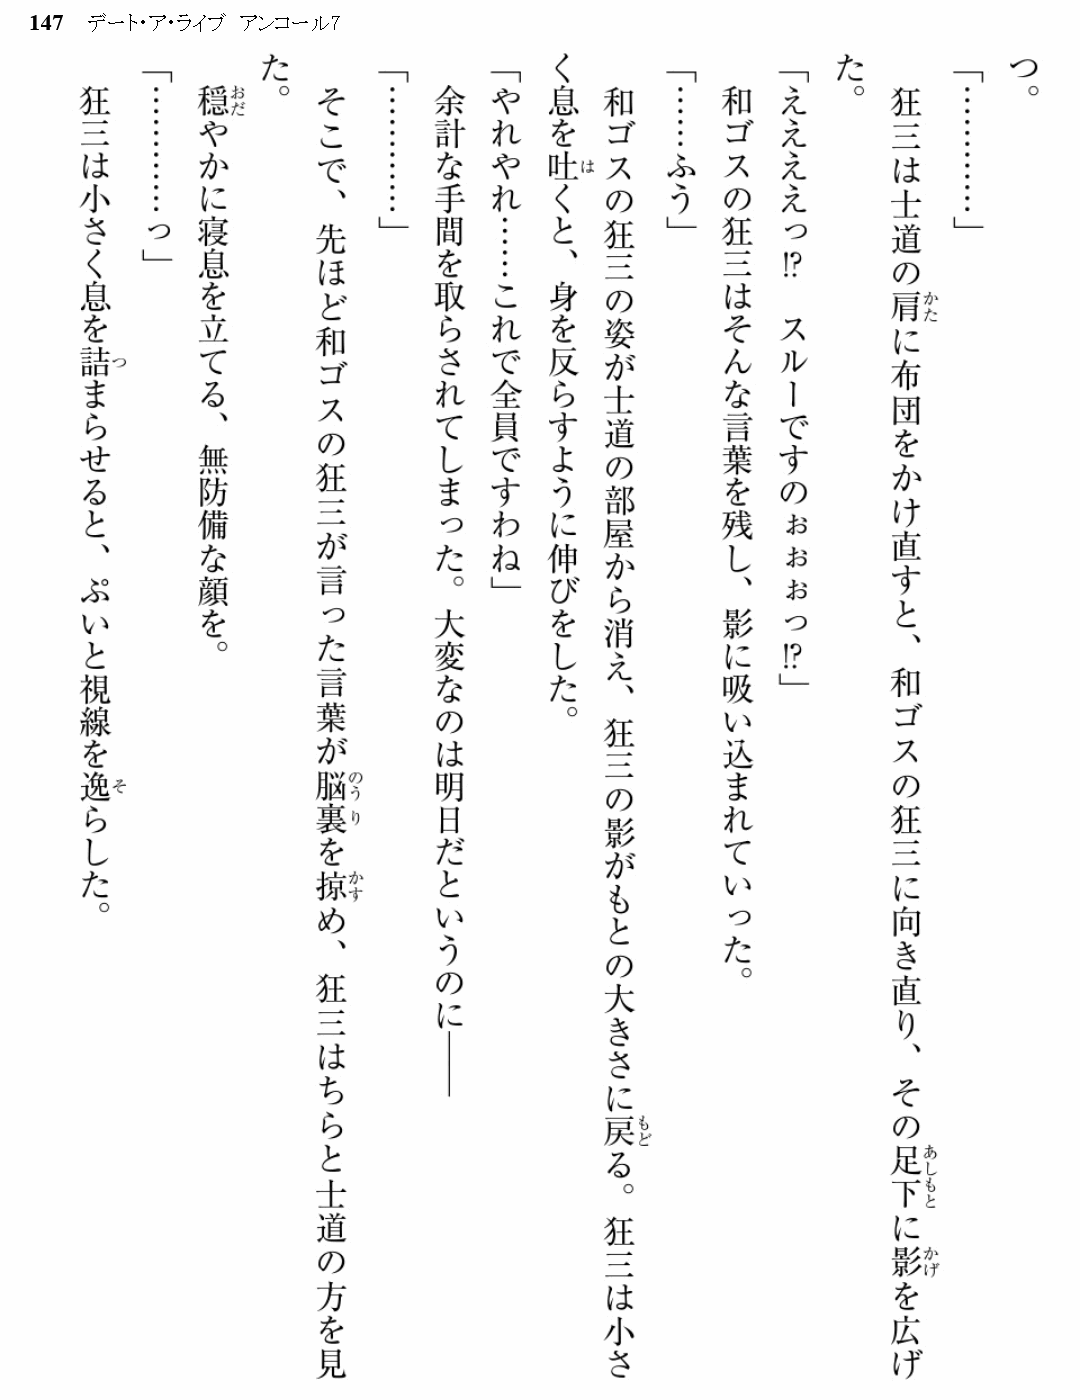 147 デート・ア・ライブ アンコール7
つ。
「…………」
狂三は士道の肩に布団をかけ直すと、和ゴスの狂三に向き直り、その足下に影を広げ
た。
「ええええっ!? スルーですのぉぉぉっ!?」
和ゴスの狂三はそんな言葉を残し、影に吸い込まれていった。
「……ふう」
和ゴスの狂三の姿が士道の部屋から消え、狂三の影がもとの大きさに戻る。狂三は小さ
く息を吐くと、身を反らすように伸びをした。
「やれやれ……これで全員ですわね」
余計な手間を取らされてしまった。大変なのは明日だというのに――
「…………」
そこで、先ほど和ゴスの狂三が言った言葉が脳裏を掠め、狂三はちらと士道の方を見
た。
穏やかに寝息を立てる、無防備な顔を。
「…………っ」
狂三は小さく息を詰まらせると、ぷいと視線を逸らした。